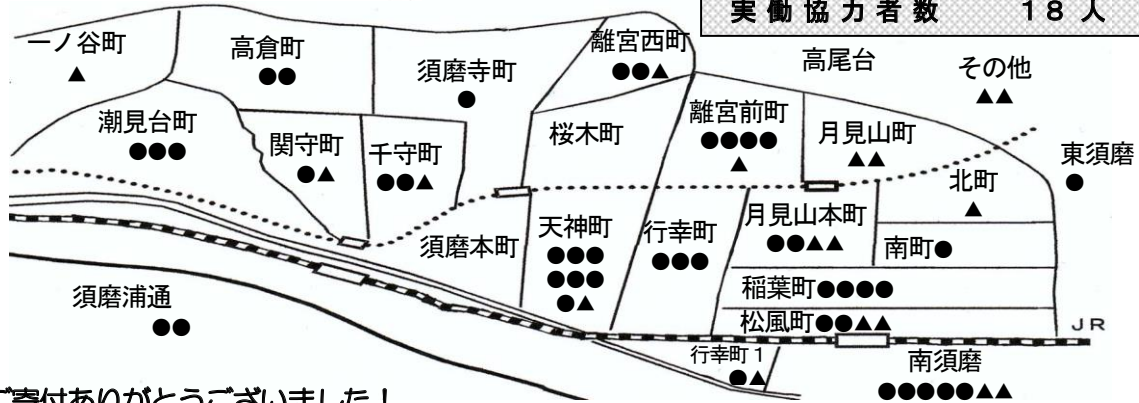 実働協力者数 18人
一ノ谷町
▲
高倉町
●●
須磨寺町
●
離宮西町
●●▲
高尾台
その他
▲▲
潮見台町
●●●
関守町
●▲
千守町
●●▲
桜木町
離宮前町
●●●●
▲
月見山町
▲▲
東須磨
●
北町
▲
須磨本町
天神町
●●●
●●●
●▲
行幸町
●●●
月見山本町
●●▲▲
南町●
稲葉町●●●●
松風町●●▲▲
JR
須磨浦通
●●
行幸町1
●▲
南須磨
●●●●●▲▲
ご寄付ありがとうございました!